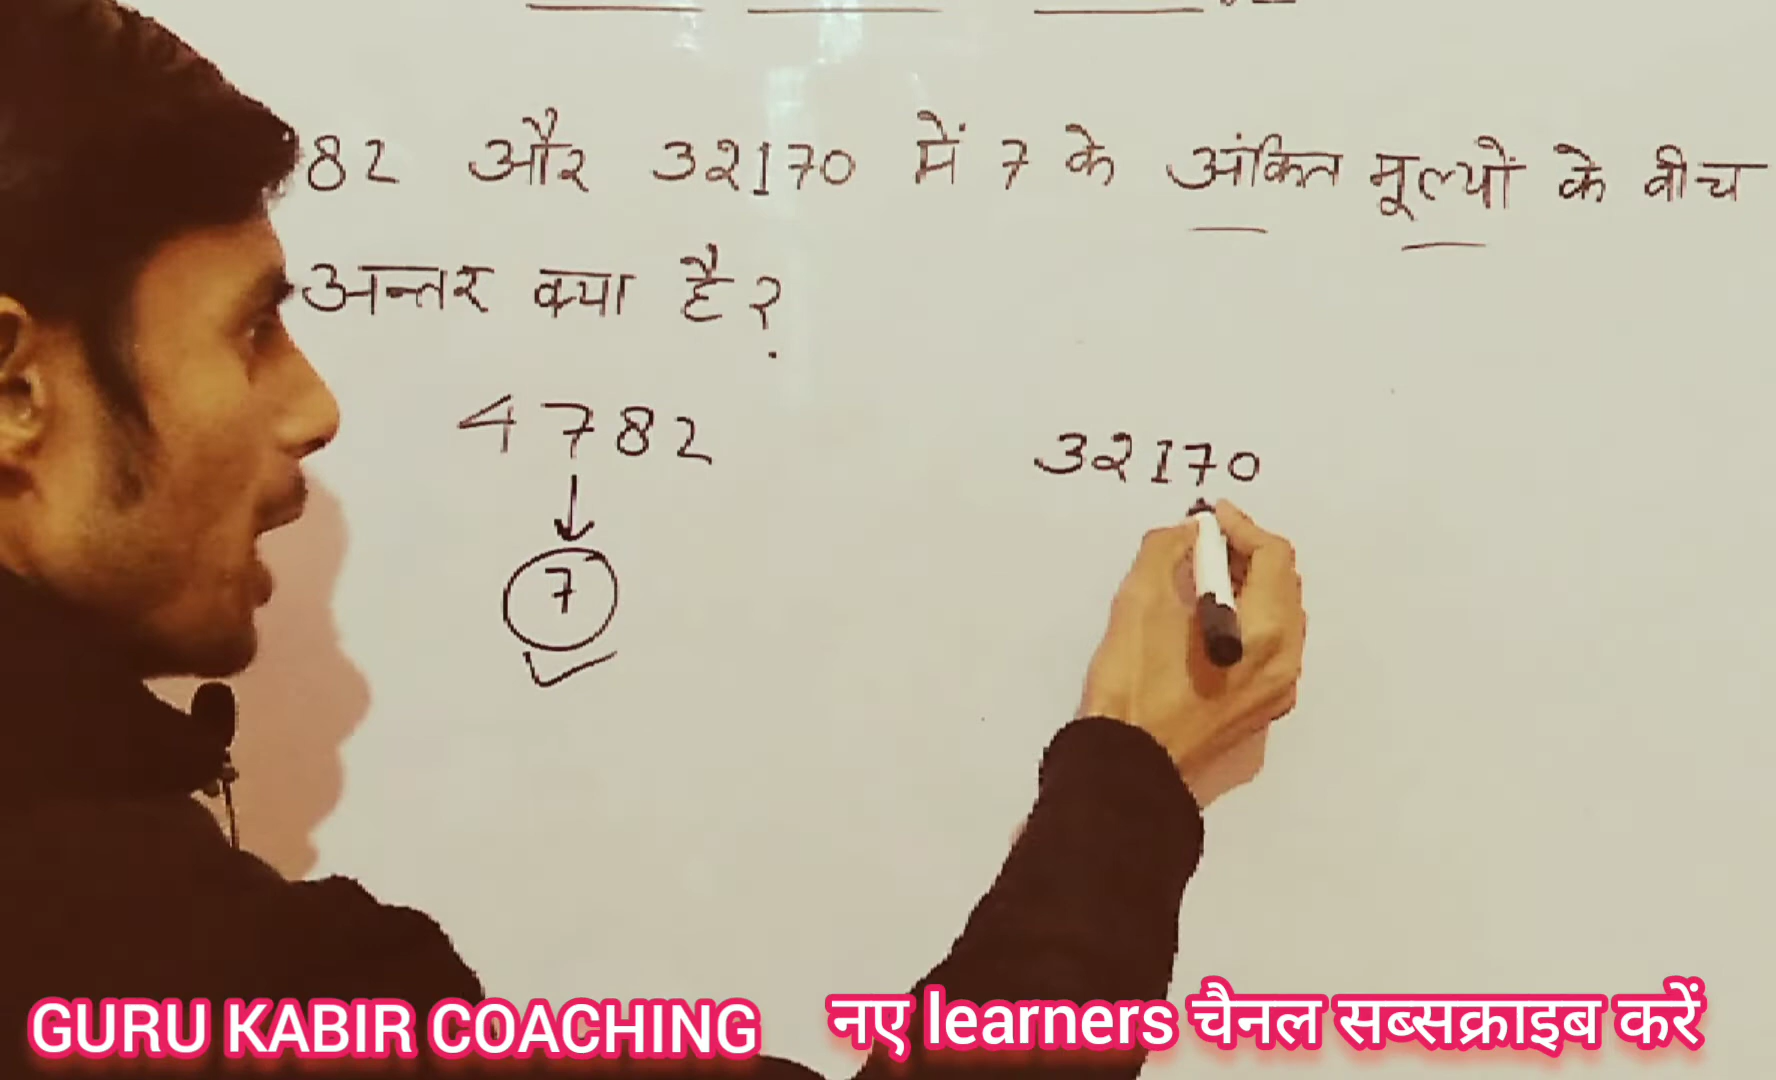 82 और 32170 में 7 के अंकित मूल्यों के बीच
अन्तर क्या है?
4782
32170
7
GURU KABIR COACHING नए learners चैनल सब्सक्राइब करें